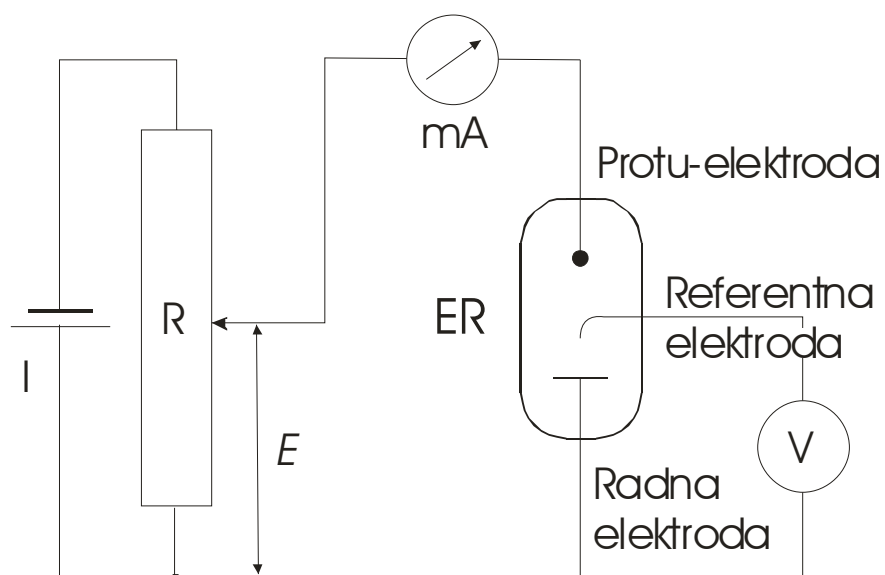 mA
Protu-elektroda
R
ER
Referentna
elektroda
I
E
V
Radna
elektroda